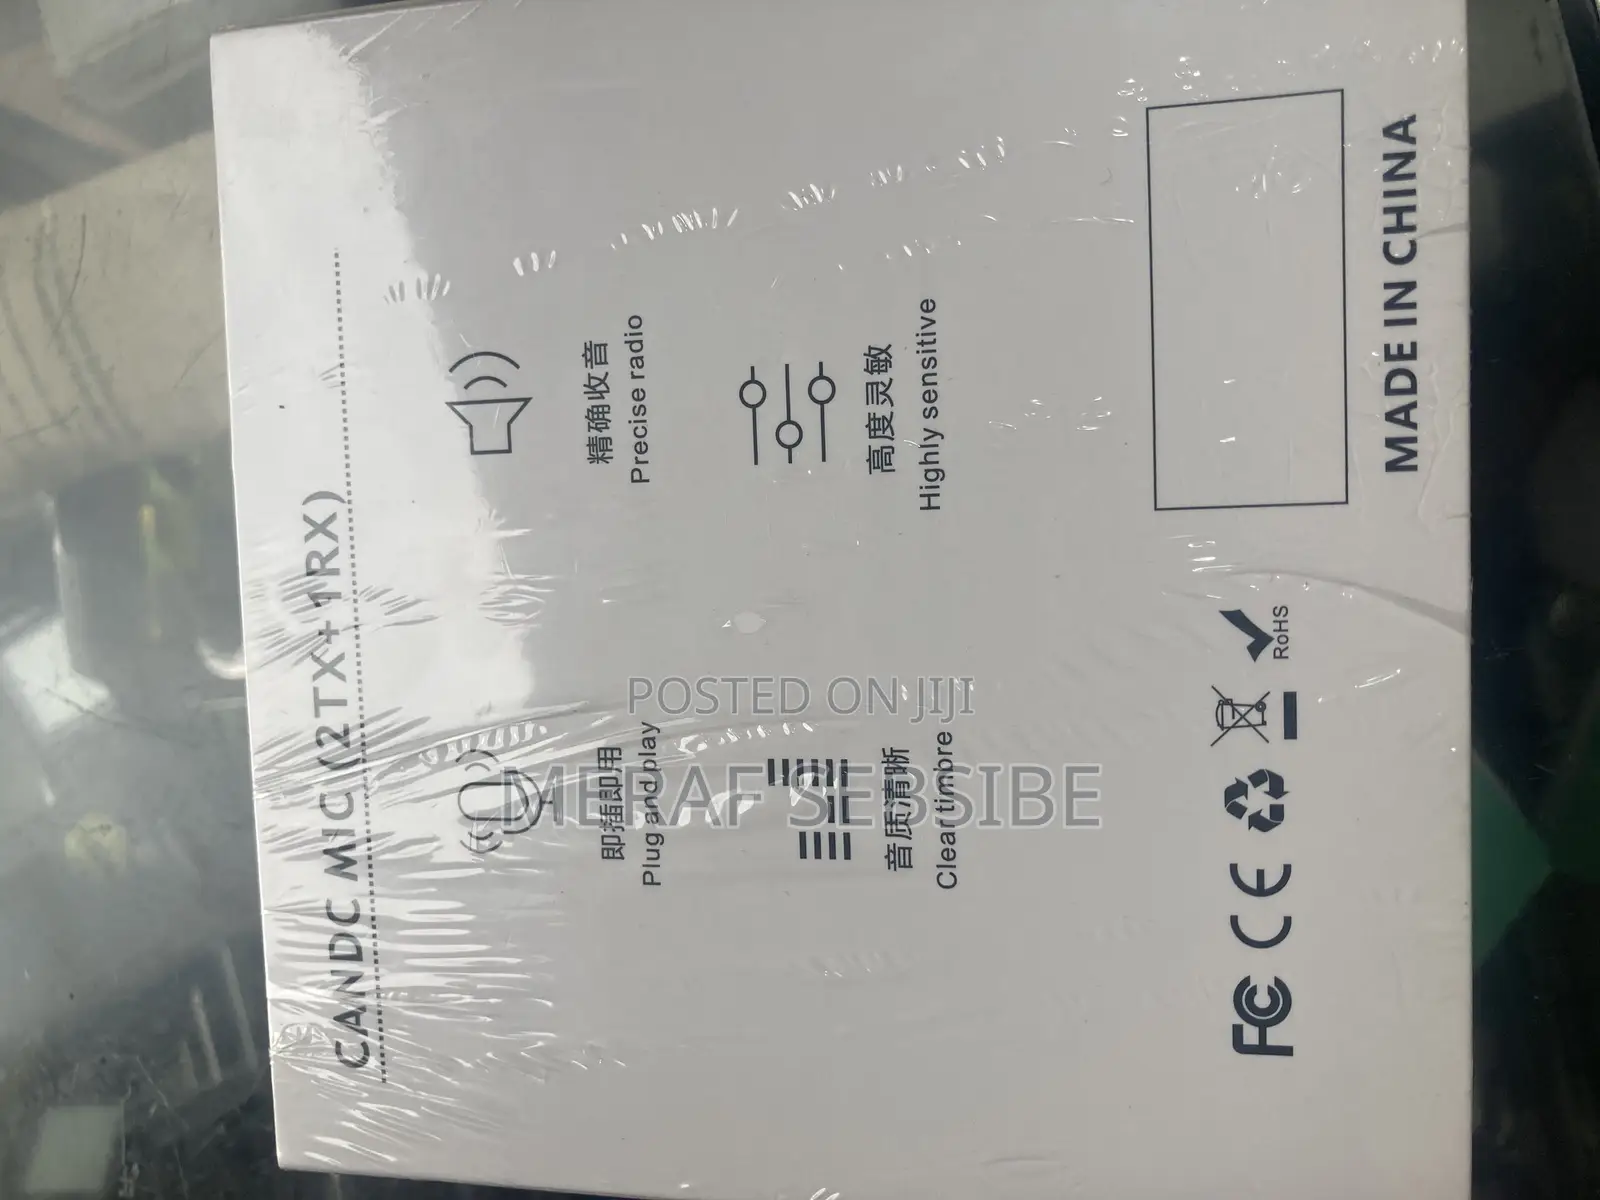 CANDC MIC (2TX+1RX)
即插即用
Plug and play
精确收音
Precise radio
音质清晰
Clear timbre
高度灵敏
Highly sensitive
FC CE
RoHS
MADE IN CHINA
POSTED ON JIJI
MERAF SEBSIBE